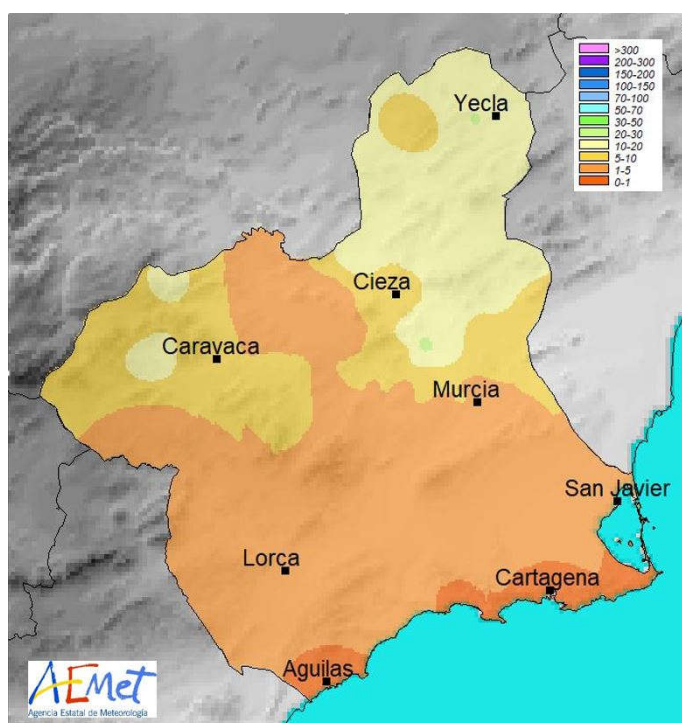 >300
200-300
150-200
100-150
70-100
50-70
30-50
20-30
10-20
5-10
1-5
0-1
Yecla
Cieza
Caravaca
Murcia
San Javier
Lorca
Cartagena
Aguilas
AEMet
Agencia Estatal de Meteorología